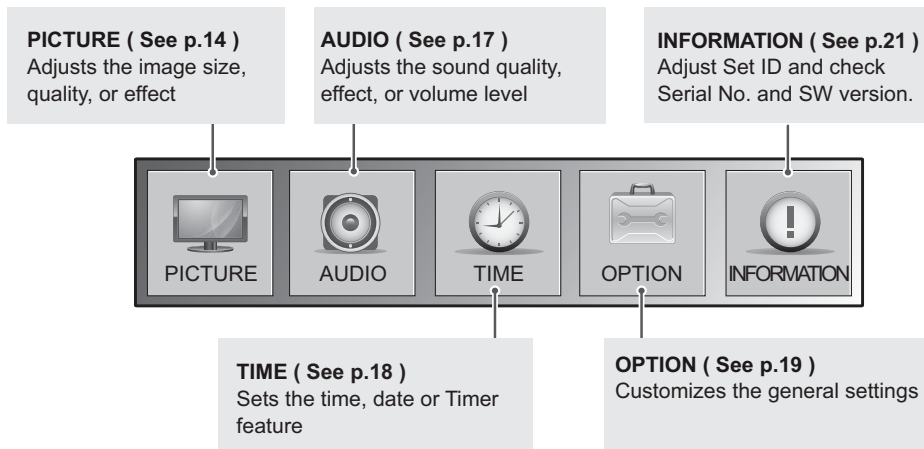 PICTURE ( See p.14 )
Adjusts the image size,
quality, or effect
AUDIO ( See p.17 )
Adjusts the sound quality,
effect, or volume level
INFORMATION ( See p.21 )
Adjust Set ID and check
Serial No. and SW version.
PICTURE
AUDIO
TIME
OPTION
INFORMATION
TIME ( See p.18 )
Sets the time, date or Timer
feature
OPTION ( See p.19 )
Customizes the general settings